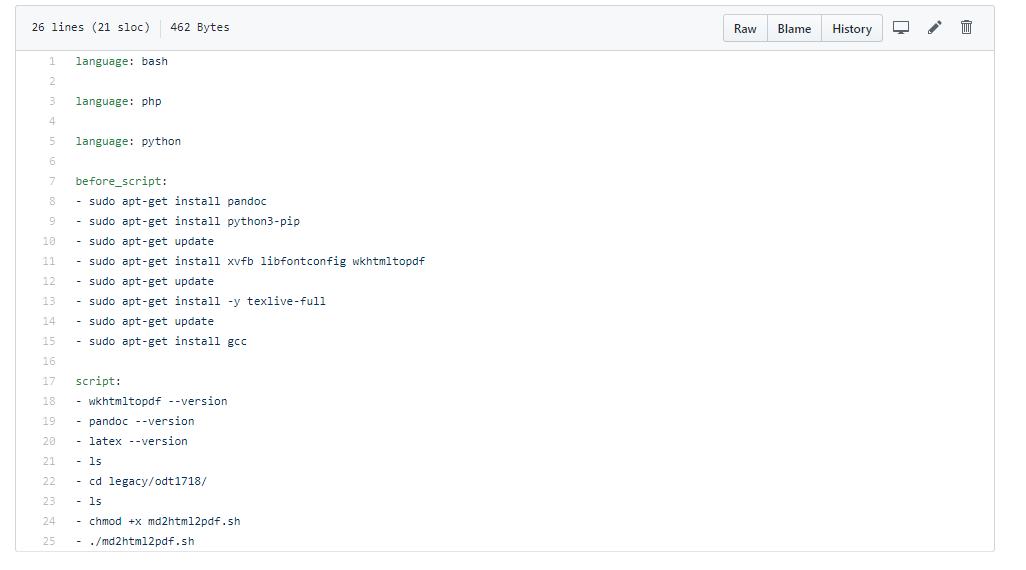 26 lines (21 sloc) 462 Bytes Raw Blame History
1 language: bash
2
3 language: php
4
5 language: python
6
7 before_script:
8 - sudo apt-get install pandoc
9 - sudo apt-get install python3-pip
10 - sudo apt-get update
11 - sudo apt-get install xvfb libfontconfig wkhtmltopdf
12 - sudo apt-get update
13 - sudo apt-get install -y texlive-full
14 - sudo apt-get update
15 - sudo apt-get install gcc
16
17 script:
18 - wkhtmltopdf --version
19 - pandoc --version
20 - latex --version
21 - ls
22 - cd legacy/odt1718/
23 - ls
24 - chmod +x md2html2pdf.sh
25 - ./md2html2pdf.sh